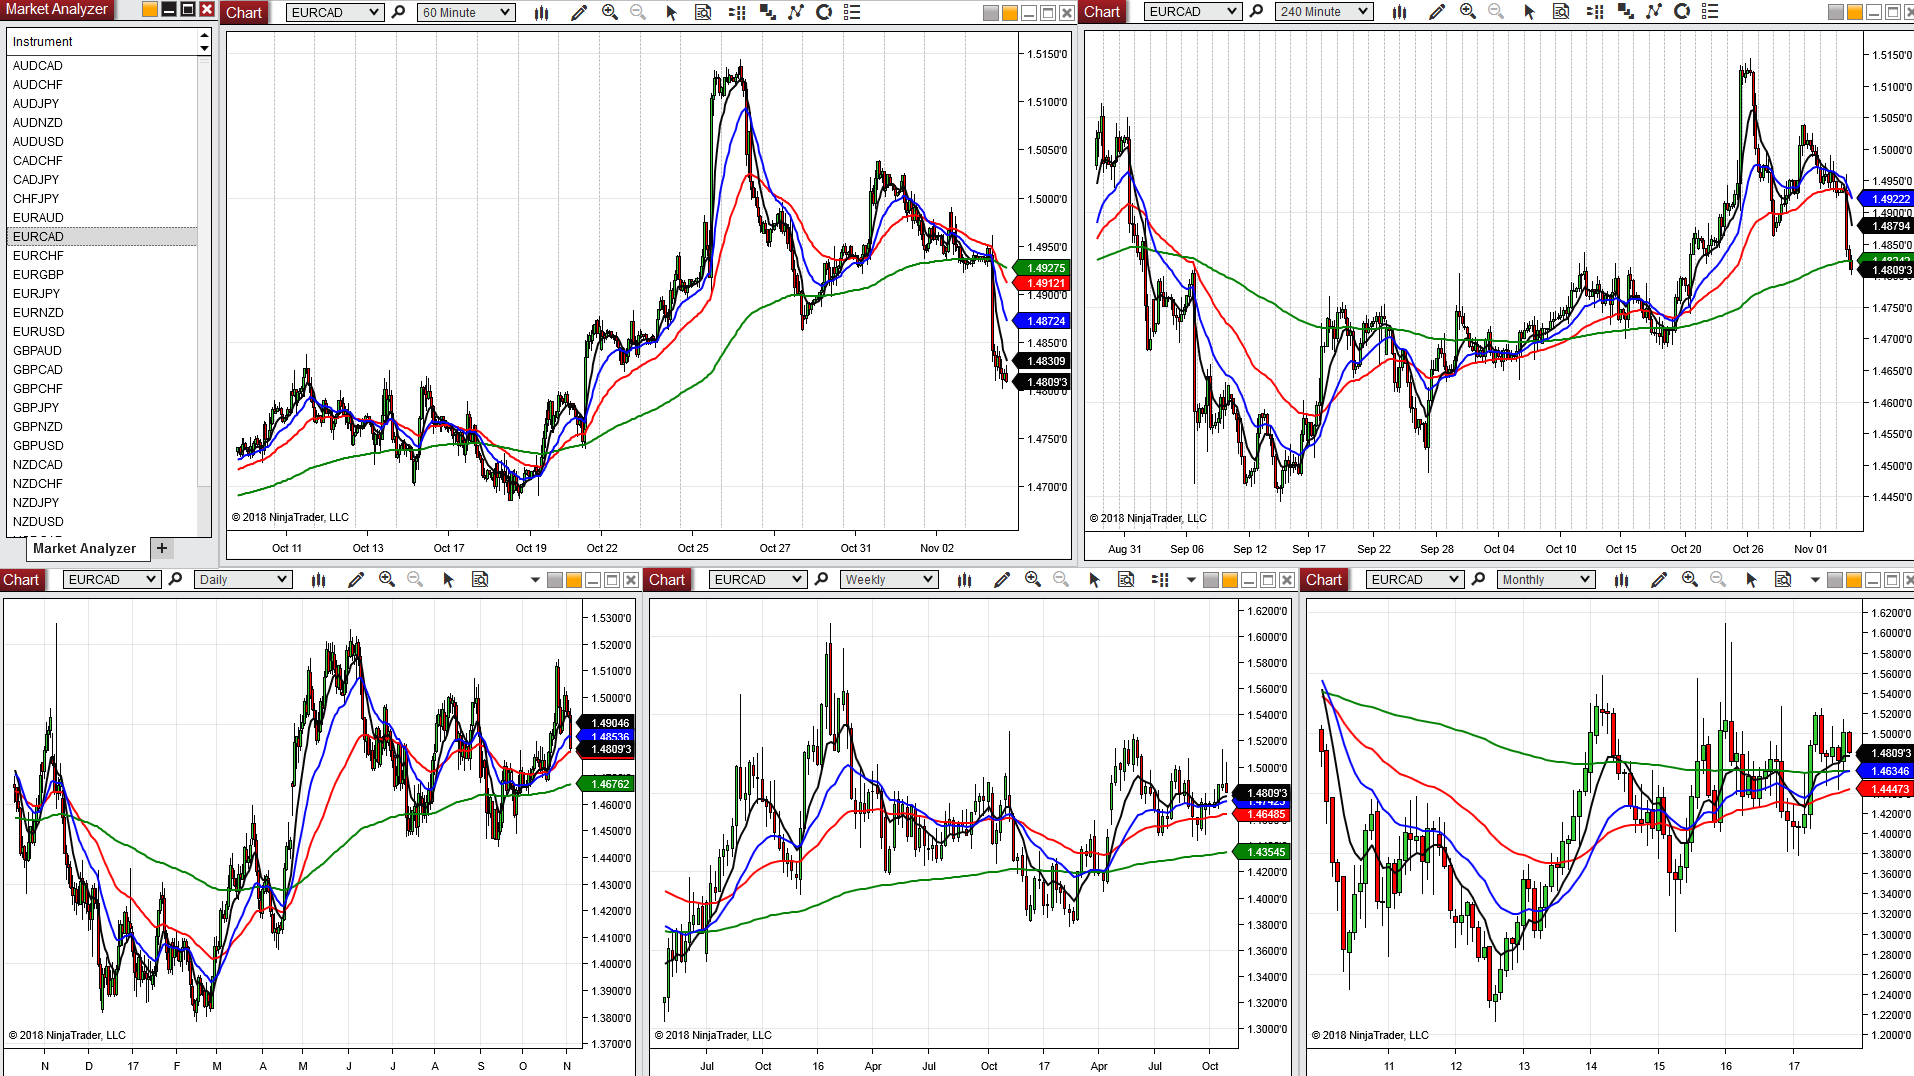 Market Analyzer
Instrument
AUDCAD
AUDCHF
AUDJPY
AUDNZD
AUDUSD
CADCHF
CADJPY
CHFJPY
EURAUD
EURCAD
EURCHF
EURGBP
EURJPY
EURNZD
EURUSD
GBPAUD
GBPCAD
GBPCHF
GBPJPY
GBPNZD
GBPUSD
NZDCAD
NZDCHF
NZDJPY
NZDUSD
Market Analyzer +
Chart EURCAD 60 Minute
1.5150'0
1.5100'0
1.5050'0
1.5000'0
1.4950'0
1.49275
1.49121
1.4900'0
1.48724
1.4850'0
1.48309
1.4809'3
1.4800'0
1.4750'0
1.4700'0
© 2018 NinjaTrader, LLC
Oct 11 Oct 13 Oct 17 Oct 19 Oct 22 Oct 25 Oct 27 Oct 31 Nov 02
Chart EURCAD 240 Minute
1.5150'0
1.5100'0
1.5050'0
1.5000'0
1.4950'0
1.49222
1.4900'0
1.48794
1.4850'0
1.4809'3
1.4750'0
1.4700'0
1.4650'0
1.4600'0
1.4550'0
1.4500'0
1.4450'0
© 2018 NinjaTrader, LLC
Aug 31 Sep 06 Sep 12 Sep 17 Sep 22 Sep 28 Oct 04 Oct 10 Oct 15 Oct 20 Oct 26 Nov 01
Chart EURCAD Daily
1.5300'0
1.5200'0
1.5100'0
1.5000'0
1.49046
1.48536
1.4809'3
1.46762
1.4600'0
1.4500'0
1.4400'0
1.4300'0
1.4200'0
1.4100'0
1.4000'0
1.3900'0
1.3800'0
1.3700'0
© 2018 NinjaTrader, LLC
N D 17 F M A M J J A S O N
Chart EURCAD Weekly
1.6200'0
1.6000'0
1.5800'0
1.5600'0
1.5400'0
1.5200'0
1.5000'0
1.4809'3
1.46485
1.43545
1.4200'0
1.4000'0
1.3800'0
1.3600'0
1.3400'0
1.3200'0
1.3000'0
© 2018 NinjaTrader, LLC
Jul Oct 16 Apr Jul Oct 17 Apr Jul Oct
Chart EURCAD Monthly
1.6200'0
1.6000'0
1.5800'0
1.5600'0
1.5400'0
1.5200'0
1.5000'0
1.4809'3
1.46346
1.44473
1.4200'0
1.4000'0
1.3800'0
1.3600'0
1.3400'0
1.3200'0
1.3000'0
1.2800'0
1.2600'0
1.2400'0
1.2200'0
1.2000'0
© 2018 NinjaTrader, LLC
11 12 13 14 15 16 17